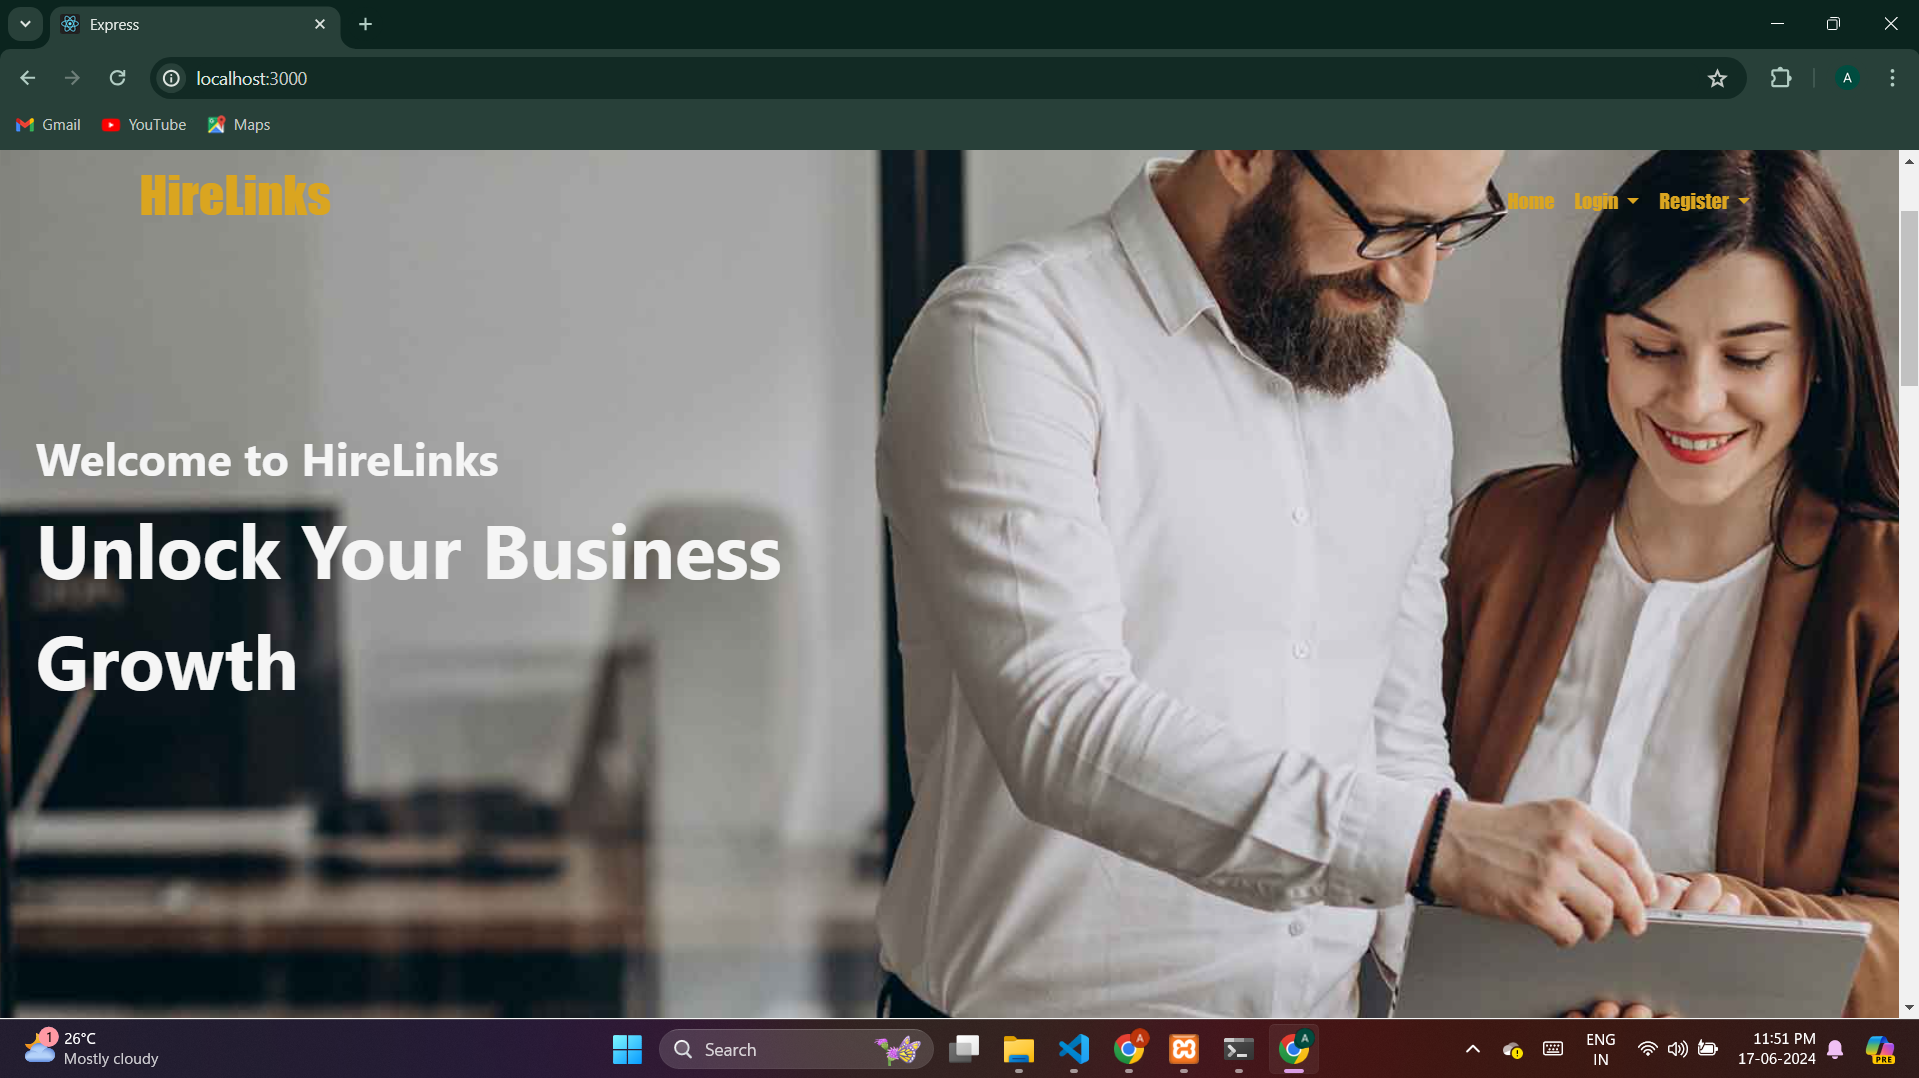 Express
localhost:3000
A
Gmail
YouTube
Maps
HireLinks
Home
Login
Register
Welcome to HireLinks
Unlock Your Business
Growth
1
26°C
Mostly cloudy
Search
A
A
ENG
IN
11:51 PM
17-06-2024
PRE